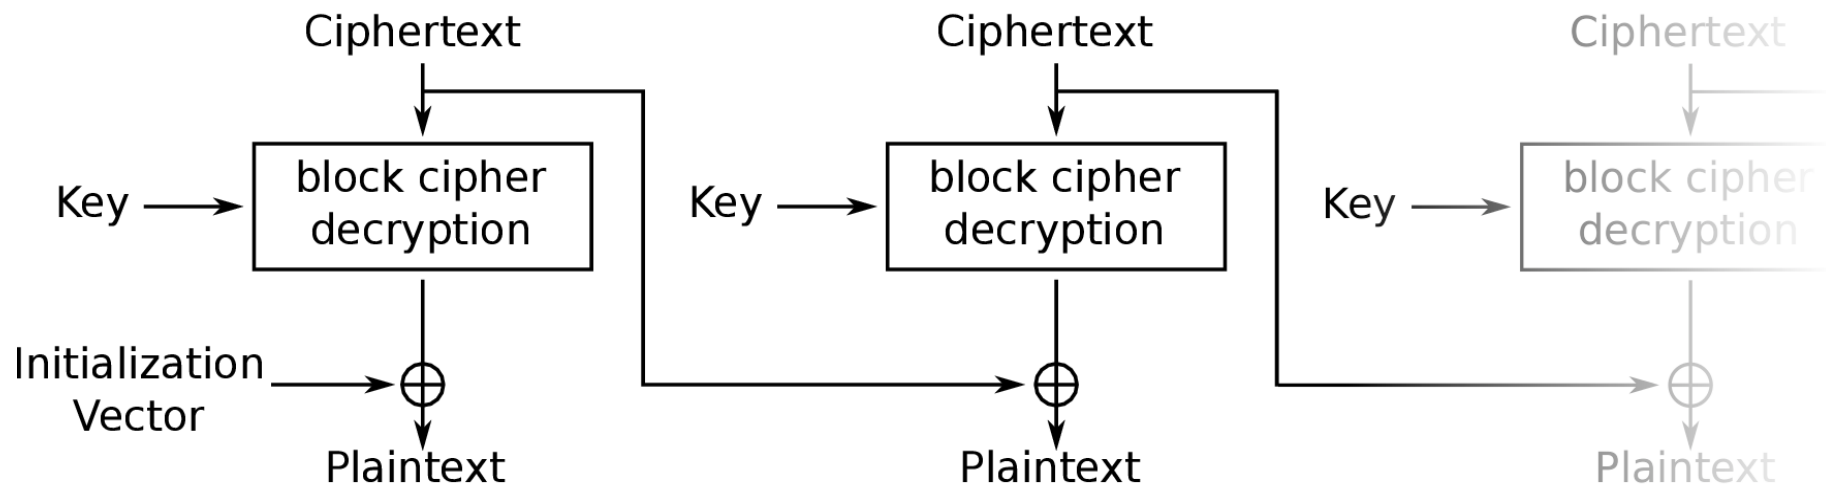 Ciphertext
Ciphertext
Ciphertext
Key
block cipher
decryption
Key
block cipher
decryption
Key
block cipher
decryption
Initialization
Vector
Plaintext
Plaintext
Plaintext